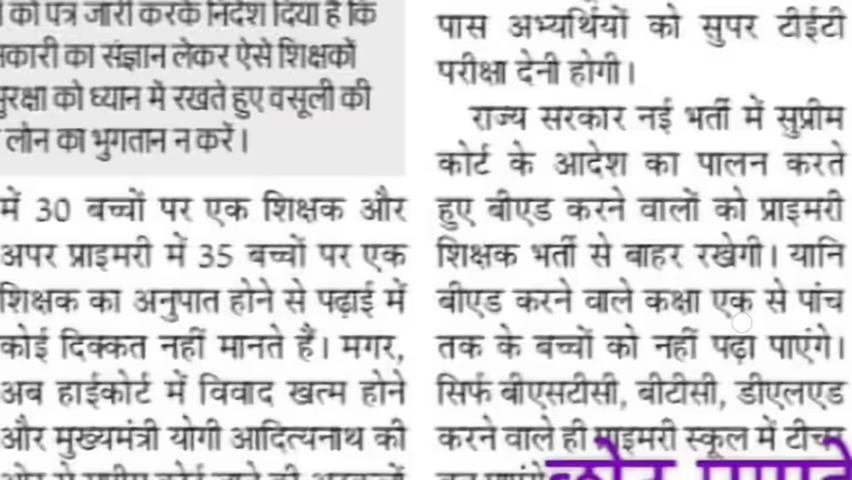 को पत्र जारी करके निर्देश दिया है कि
का संज्ञान लेकर ऐसे शिक्षकों
को ध्यान में रखते हुए वसूली की
लोन का भुगतान न करें।
में 30 बच्चों पर एक शिक्षक और
अपर प्राइमरी में 35 बच्चों पर एक
शिक्षक का अनुपात होने से पढ़ाई में
कोई दिक्कत नहीं मानते हैं। मगर,
अब हाईकोर्ट में विवाद खत्म होने
और मुख्यमंत्री योगी आदित्यनाथ की
पास अभ्यर्थियों को सुपर टीईटी
परीक्षा देनी होगी।
राज्य सरकार नई भर्ती में सुप्रीम
कोर्ट के आदेश का पालन करते
हुए बीएड करने वालों को प्राइमरी
शिक्षक भर्ती से बाहर रखेगी। यानि
बीएड करने वाले कक्षा एक से पांच
तक के बच्चों को नहीं पढ़ा पाएंगे।
सिर्फ बीएसटीसी, बीटीसी, डीएलएड
करने वाले ही प्राइमरी स्कूल में टीचर